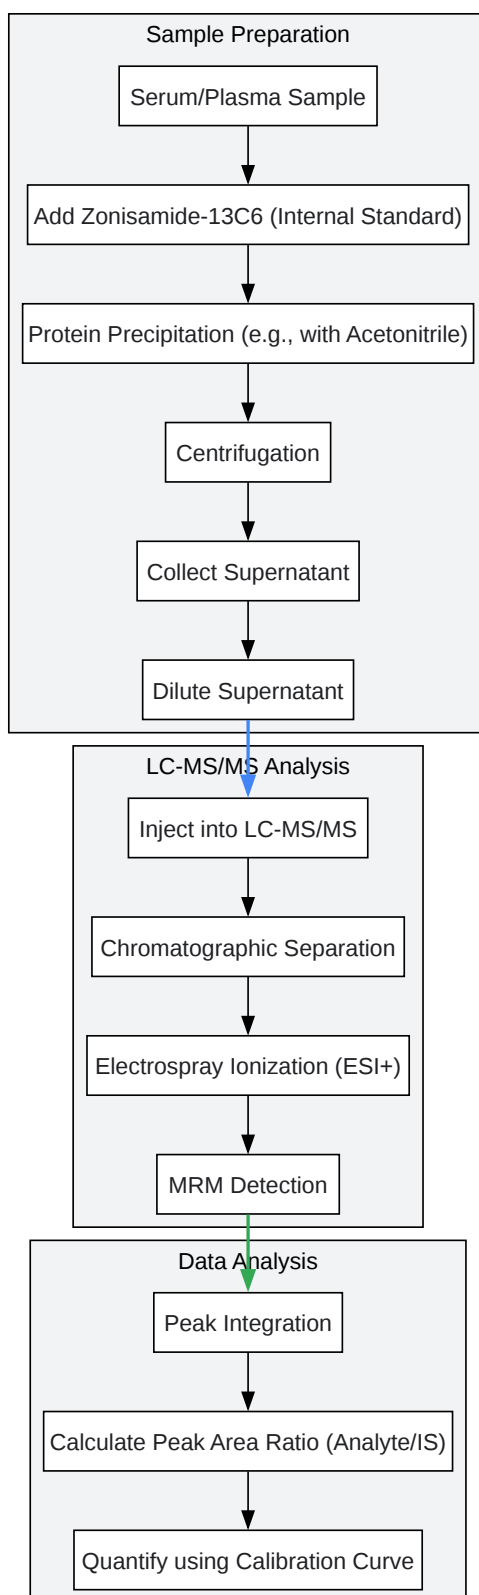 Sample Preparation
Serum/Plasma Sample
Add Zonisamide-13C6 (Internal Standard)
Protein Precipitation (e.g., with Acetonitrile)
Centrifugation
Collect Supernatant
Dilute Supernatant
LC-MS/MS Analysis
Inject into LC-MS/MS
Chromatographic Separation
Electrospray Ionization (ESI+)
MRM Detection
Data Analysis
Peak Integration
Calculate Peak Area Ratio (Analyte/IS)
Quantify using Calibration Curve